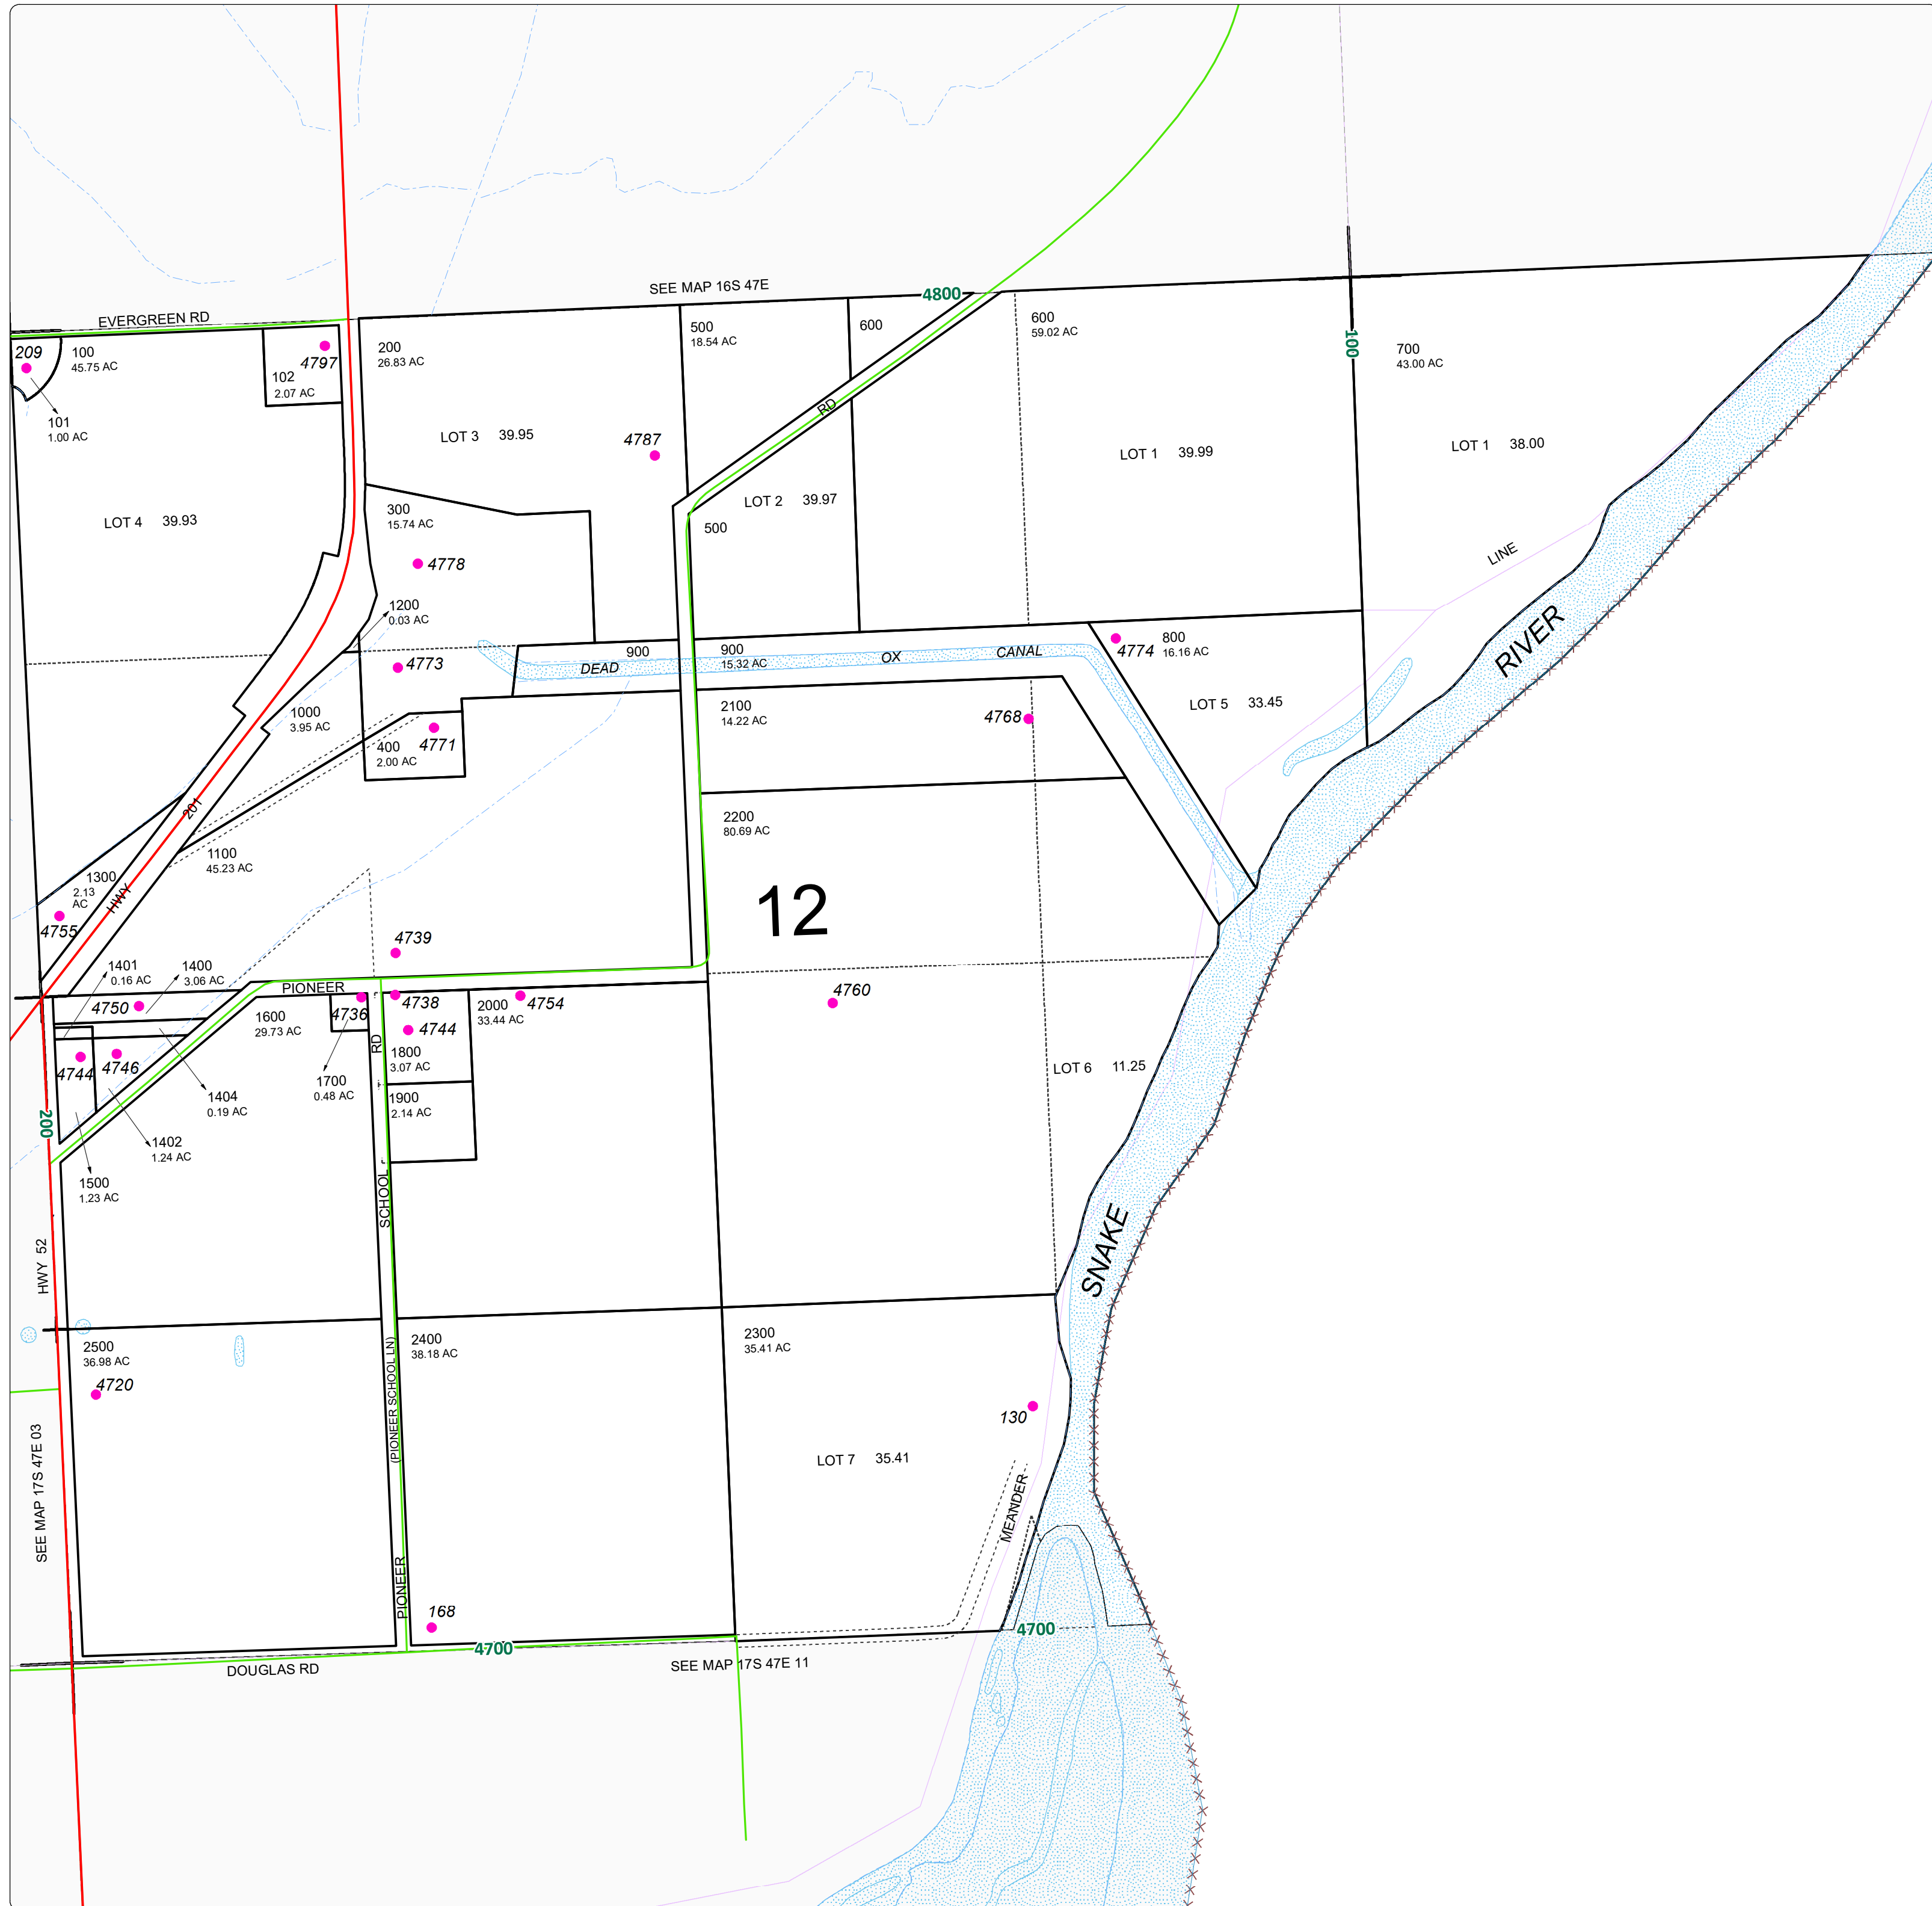 SEE MAP 16S 47E
4800
EVERGREEN RD
209
100
45.75 AC
4797
102
2.07 AC
101
1.00 AC
200
26.83 AC
500
18.54 AC
600
600
59.02 AC
100
700
43.00 AC
RD
LOT 3 39.95
4787
LOT 1 39.99
LOT 1 38.00
LOT 4 39.93
LOT 2 39.97
500
300
15.74 AC
4778
LINE
1200
0.03 AC
4773
900
900
15.32 AC
DEAD
OX
CANAL
4774
800
16.16 AC
RIVER
LOT 5 33.45
1000
3.95 AC
400
2.00 AC
4771
2100
14.22 AC
4768
201
2200
80.69 AC
1100
45.23 AC
1300
2.13
AC
HWY
4755
12
4739
1401
0.16 AC
1400
3.06 AC
PIONEER
4750
4736
4738
4744
2000
33.44 AC
4754
4760
1600
29.73 AC
RD
1800
3.07 AC
4744
4746
1700
0.48 AC
1404
0.19 AC
1900
2.14 AC
LOT 6 11.25
200
1402
1.24 AC
1500
1.23 AC
SCHOOL
SNAKE
HWY 52
2500
36.98 AC
4720
2400
38.18 AC
2300
35.41 AC
(PIONEER SCHOOL LN)
130
LOT 7 35.41
SEE MAP 17S 47E 03
MEANDER
PIONEER
168
4700
4700
DOUGLAS RD
SEE MAP 17S 47E 11